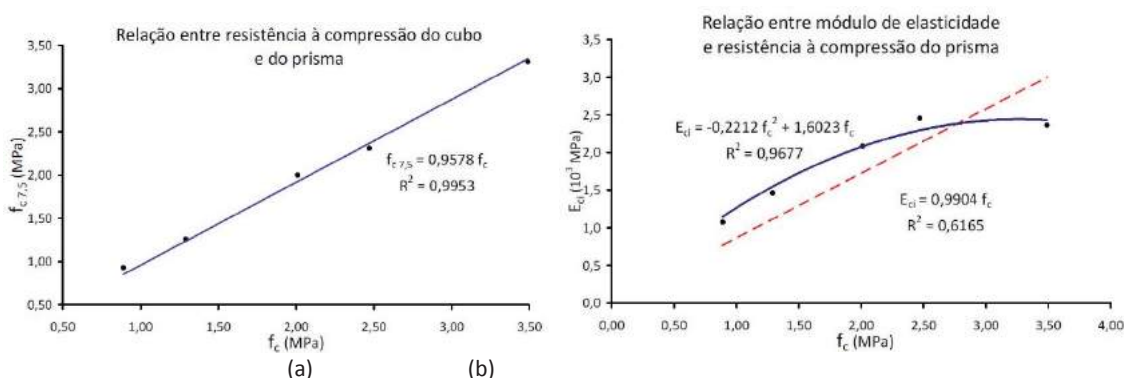 Relação entre resistência à compressão do cubo
e do prisma
3,50
3,00
2,50
2,00
1,50
1,00
0,50
f_c 7,5 (MPa)
f_c 7,5 = 0,9578 f_c
R² = 0,9953
0,50 1,00 1,50 2,00 2,50 3,00 3,50
f_c (MPa)
(a)
Relação entre módulo de elasticidade
e resistência à compressão do prisma
3,5
3,0
2,5
2,0
1,5
1,0
0,5
0,0
E_ci (10³ MPa)
E_ci = -0,2212 f_c² + 1,6023 f_c
R² = 0,9677
E_ci = 0,9904 f_c
R² = 0,6165
0,00 0,50 1,00 1,50 2,00 2,50 3,00 3,50 4,00
f_c (MPa)
(b)